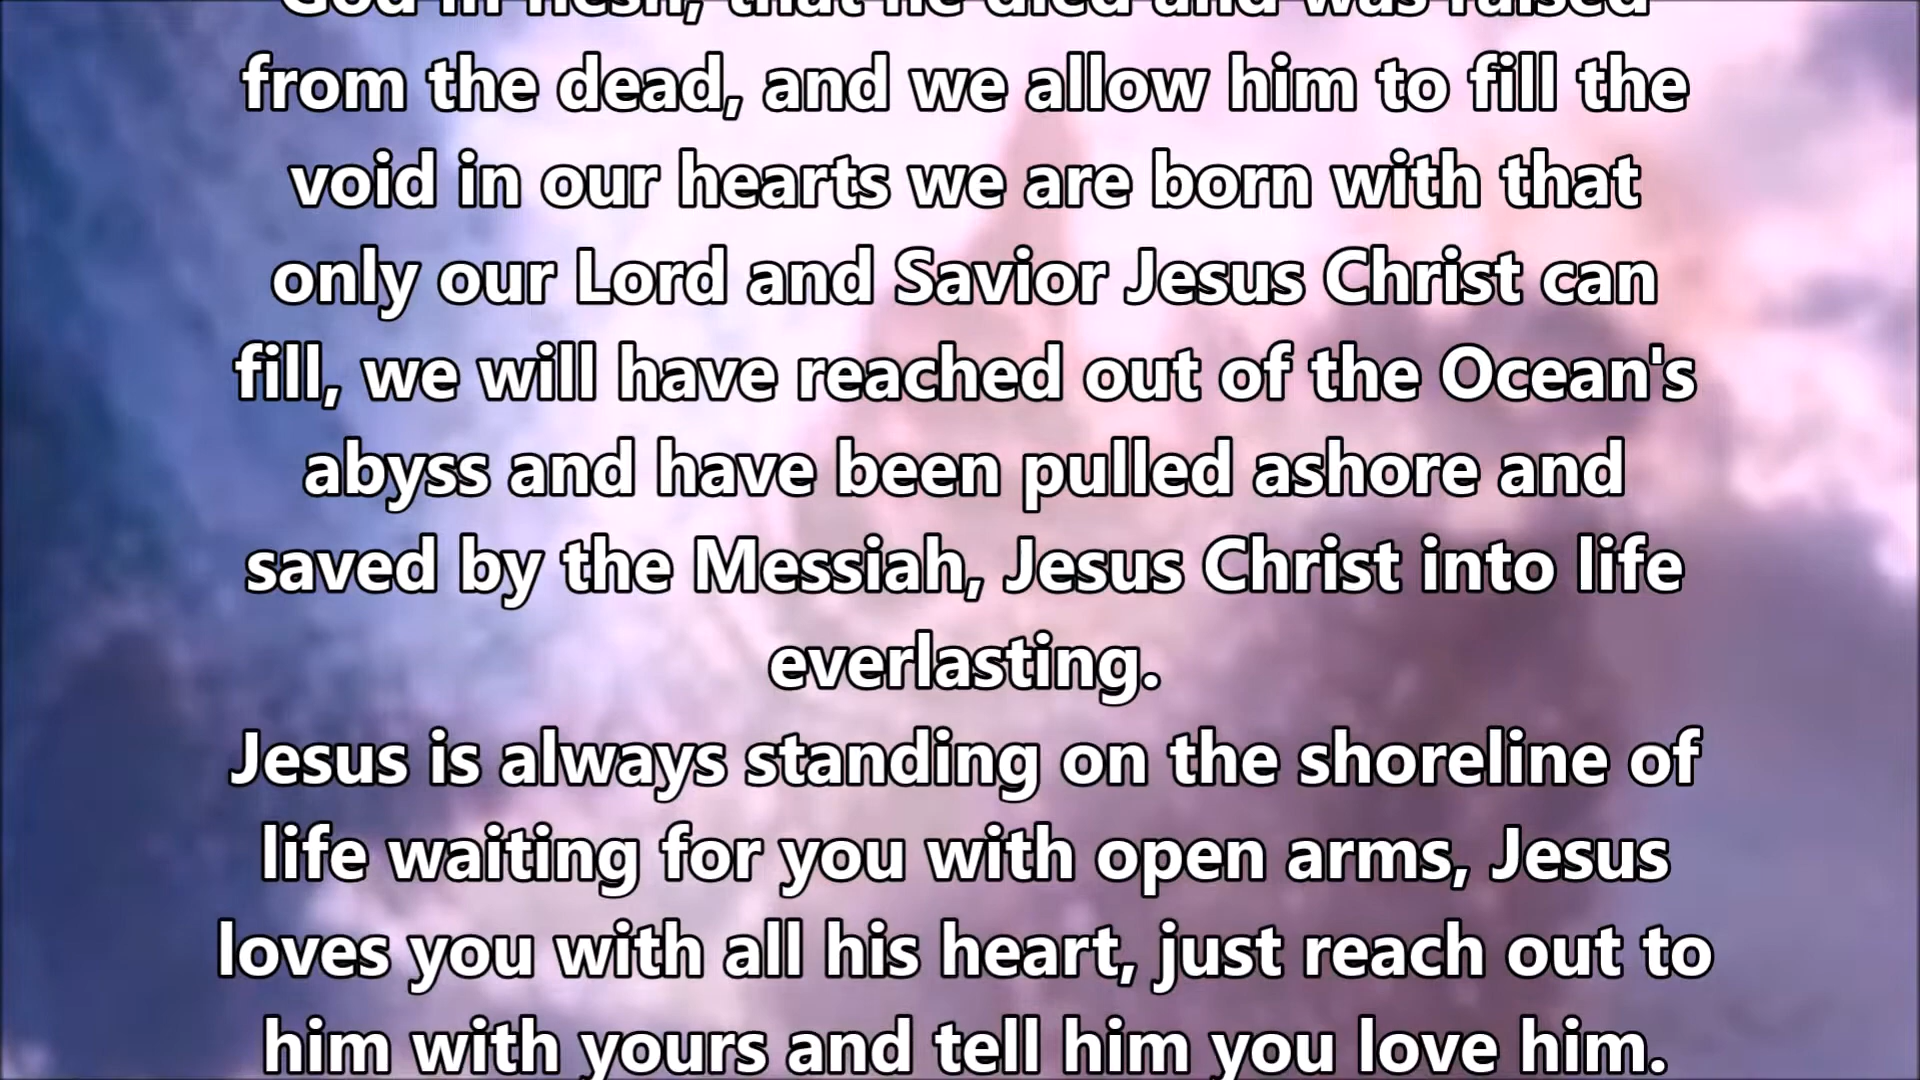 God in flesh, that he died and was raised
from the dead, and we allow him to fill the
void in our hearts we are born with that
only our Lord and Savior Jesus Christ can
fill, we will have reached out of the Ocean's
abyss and have been pulled ashore and
saved by the Messiah, Jesus Christ into life
everlasting.
Jesus is always standing on the shoreline of
life waiting for you with open arms, Jesus
loves you with all his heart, just reach out to
him with yours and tell him you love him.